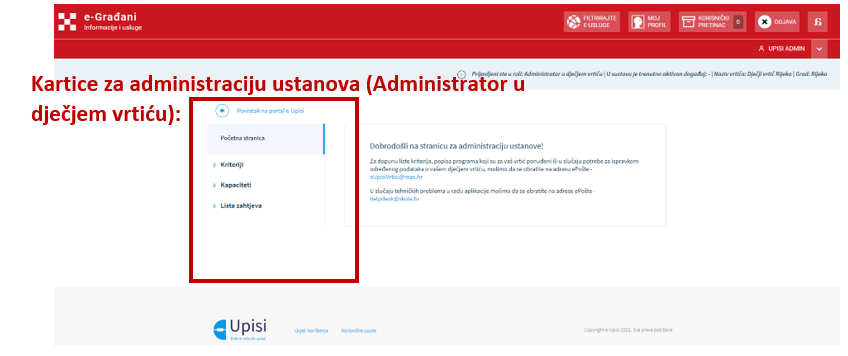 e-Građani
Informacije i usluge
FILTRIRAJTE
E-USLUGE
MOJ
PROFIL
KORISNIČKI
PRETINAC
0
ODJAVA
UPISI ADMIN
Prijavljeni ste u roli: Administrator u dječjem vrtiću | U sustavu je trenutno aktivan događaj: - | Naziv vrtića: Dječji vrtić Rijeka | Grad: Rijeka
Kartice za administraciju ustanova (Administrator u
dječjem vrtiću):
Povratak na portal e Upisi
Početna stranica
Kriteriji
Kapaciteti
Lista zahtjeva
Dobrodošli na stranicu za administraciju ustanove!
Za dopunu liste kriterija, popisa programa koji su za vaš vrtić ponuđeni ili u slučaju potrebe za ispravkom
određenog podataka o vašem dječjem vrtiću, molimo da se obratite na adresu ePošte -
eUpisiVrtici@mzo.hr
U slučaju tehničkih problema u radu aplikacije molimo da se obratite na adrese ePošte -
helpdesk@skole.hr
Upisi
Uvjeti korištenja
Korisničke upute
Copyright e-Upisi 2021. Sva prava zadržana